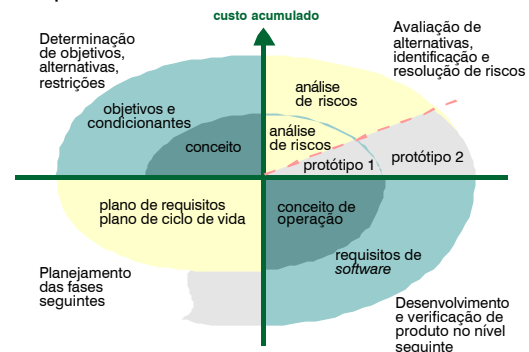 custo acumulado
Determinação
de objetivos,
alternativas,
restrições
Avaliação de
alternativas,
identificação e
resolução de riscos
análise
de riscos
objetivos e
condicionantes
conceito
análise
de riscos
protótipo 1
protótipo 2
plano de requisitos
plano de ciclo de vida
conceito de
operação
requisitos de
software
Planejamento
das fases
seguintes
Desenvolvimento
e verificação de
produto no nível
seguinte